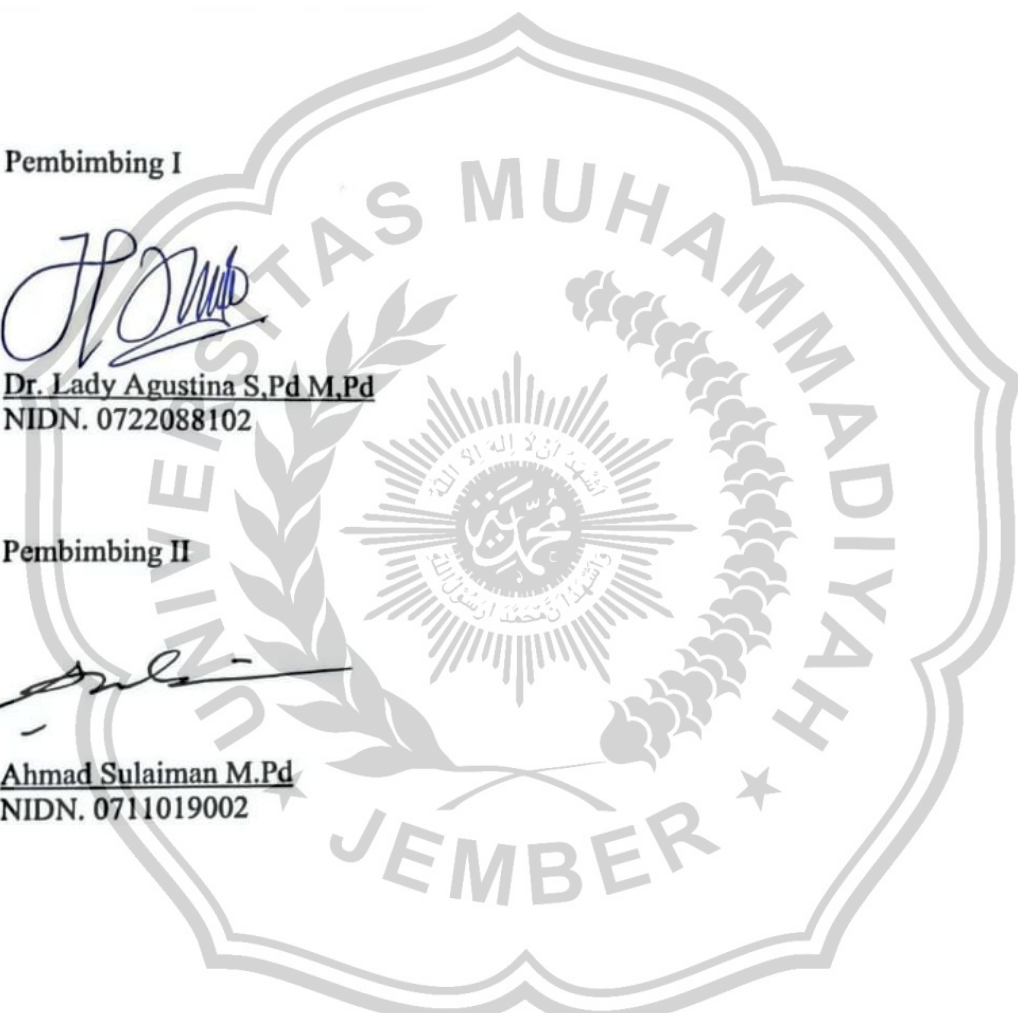 Pembimbing I
Dr. Lady Agustina S,Pd M,Pd
NIDN. 0722088102
Pembimbing II
Ahmad Sulaiman M.Pd
NIDN. 0711019002
UNIVERSITAS MUHAMMADIYAH
JEMBER